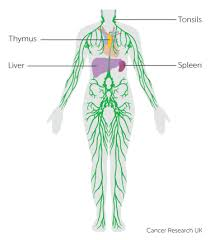 Tonsils
Thymus
Liver
Spleen
Cancer Research UK